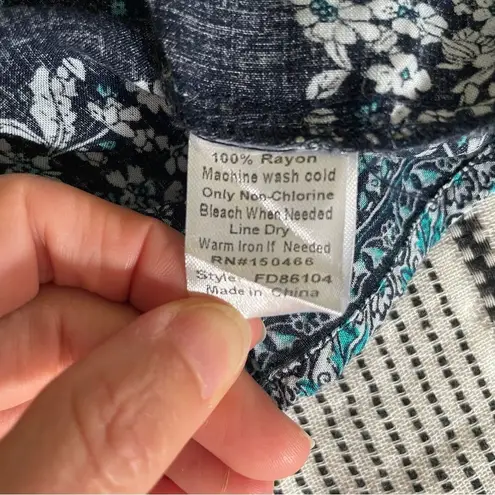 100% Rayon
Machine wash cold
Only Non-Chlorine
Bleach When Needed
Line Dry
Warm Iron If Needed
RN#150466
Style FD86104
Made in China